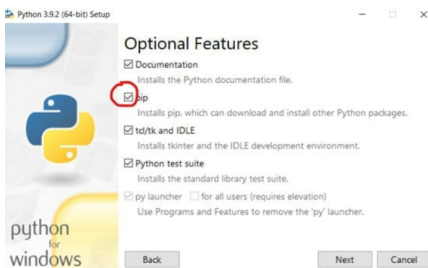 Python 3.9.2 (64-bit) Setup
Optional Features
Documentation
Installs the Python documentation file.
pip
Installs pip, which can download and install other Python packages.
tcl/tk and IDLE
Installs tkinter and the IDLE development environment.
Python test suite
Installs the standard library test suite.
py launcher for all users (requires elevation)
Use Programs and Features to remove the 'py' launcher.
python
for
windows
Back Next Cancel